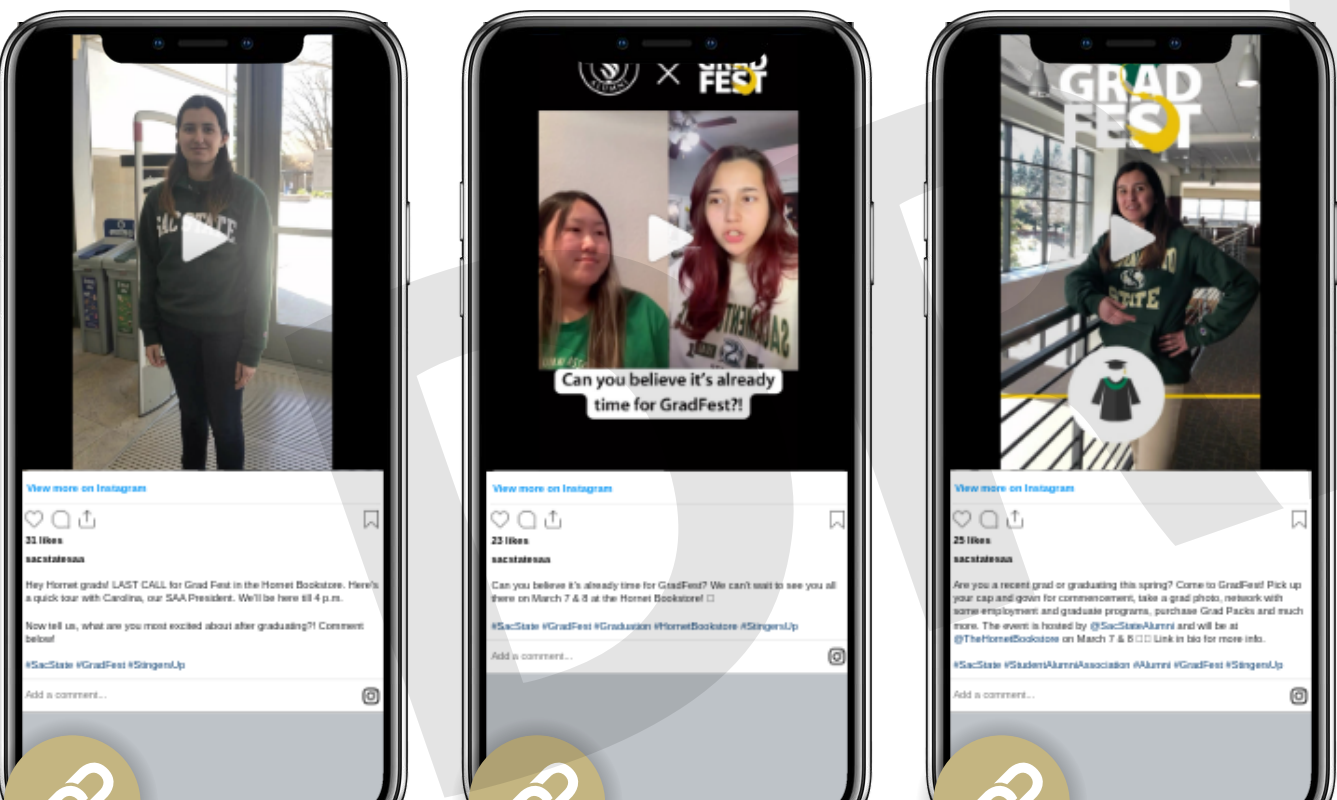 SAC STATE
View more on Instagram
31 likes
sacstatesaa
Hey Hornet grads! LAST CALL for Grad Fest in the Hornet Bookstore. Here's
a quick tour with Carolina, our SAA President. We'll be here till 4 p.m.
Now tell us, what are you most excited about after graduating?! Comment
below!
#SacState #GradFest #StingersUp
Add a comment...
ALUMNI
X
GRAD
FEST
Can you believe it's already
time for GradFest?!
View more on Instagram
23 likes
sacstatesaa
Can you believe it's already time for GradFest? We can't wait to see you all
there on March 7 & 8 at the Hornet Bookstore! □
#SacState #GradFest #Graduation #HornetBookstore #StingersUp
Add a comment...
GRAD
FEST
STATE
View more on Instagram
25 likes
sacstatesaa
Are you a recent grad or graduating this spring? Come to GradFest! Pick up
your cap and gown for commencement, take a grad photo, network with
some employment and graduate programs, purchase Grad Packs and much
more. The event is hosted by @SacStateAlumni and will be at
@TheHornetBookstore on March 7 & 8 □□ Link in bio for more info.
#SacState #StudentAlumniAssociation #Alumni #GradFest #StingersUp
Add a comment...